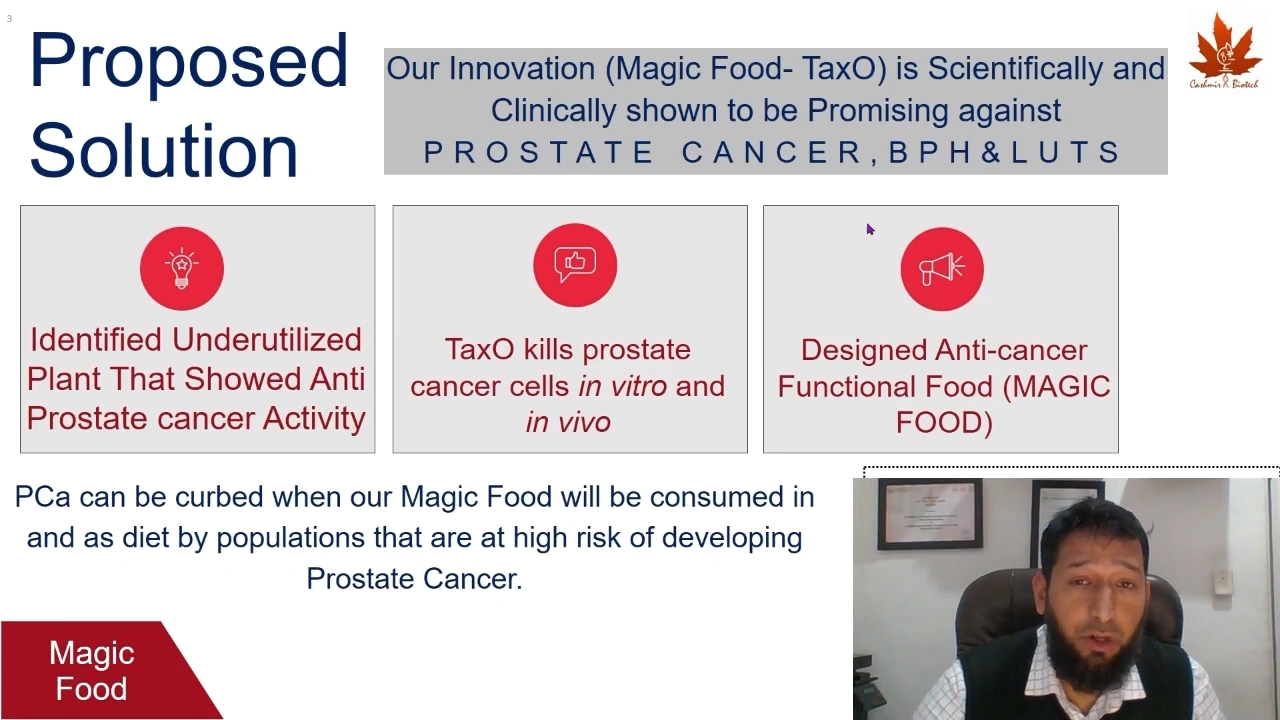 3
Proposed
Solution
Our Innovation (Magic Food- TaxO) is Scientifically and
Clinically shown to be Promising against
PROSTATE CANCER,BPH&LUTS
Cashmir Biotech
Identified Underutilized
Plant That Showed Anti
Prostate cancer Activity
TaxO kills prostate
cancer cells in vitro and
in vivo
Designed Anti-cancer
Functional Food (MAGIC
FOOD)
PCa can be curbed when our Magic Food will be consumed in
and as diet by populations that are at high risk of developing
Prostate Cancer.
Magic
Food